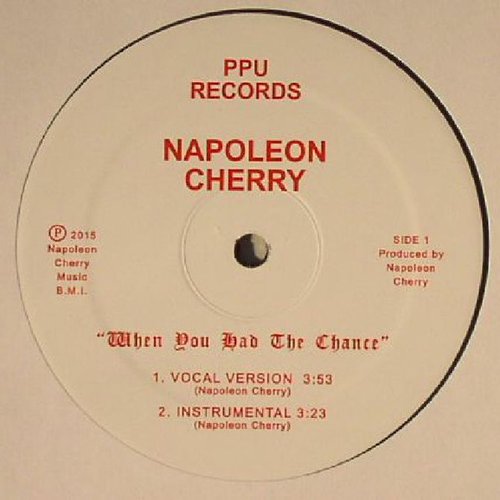 PPU
RECORDS
NAPOLEON
CHERRY
Ⓟ 2015
Napoleon
Cherry
Music
B.M.I.
SIDE 1
Produced by
Napoleon
Cherry
"When You Had The Chance"
1. VOCAL VERSION 3:53
(Napoleon Cherry)
2. INSTRUMENTAL 3:23
(Napoleon Cherry)